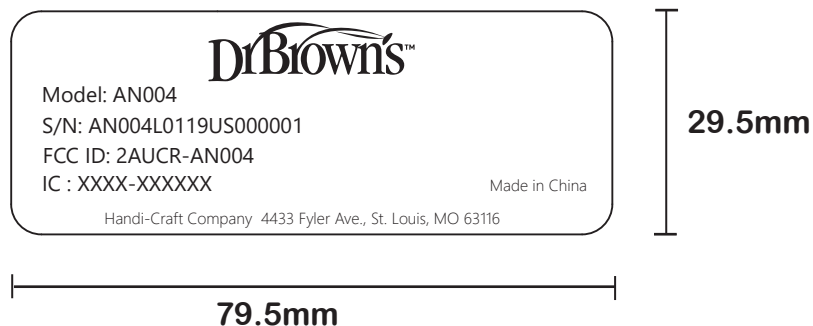 DrBrown's™
Model: AN004
S/N: AN004L0119US000001
FCC ID: 2AUCR-AN004
IC : XXXX-XXXXXX
Made in China
Handi-Craft Company 4433 Fyler Ave., St. Louis, MO 63116
29.5mm
79.5mm